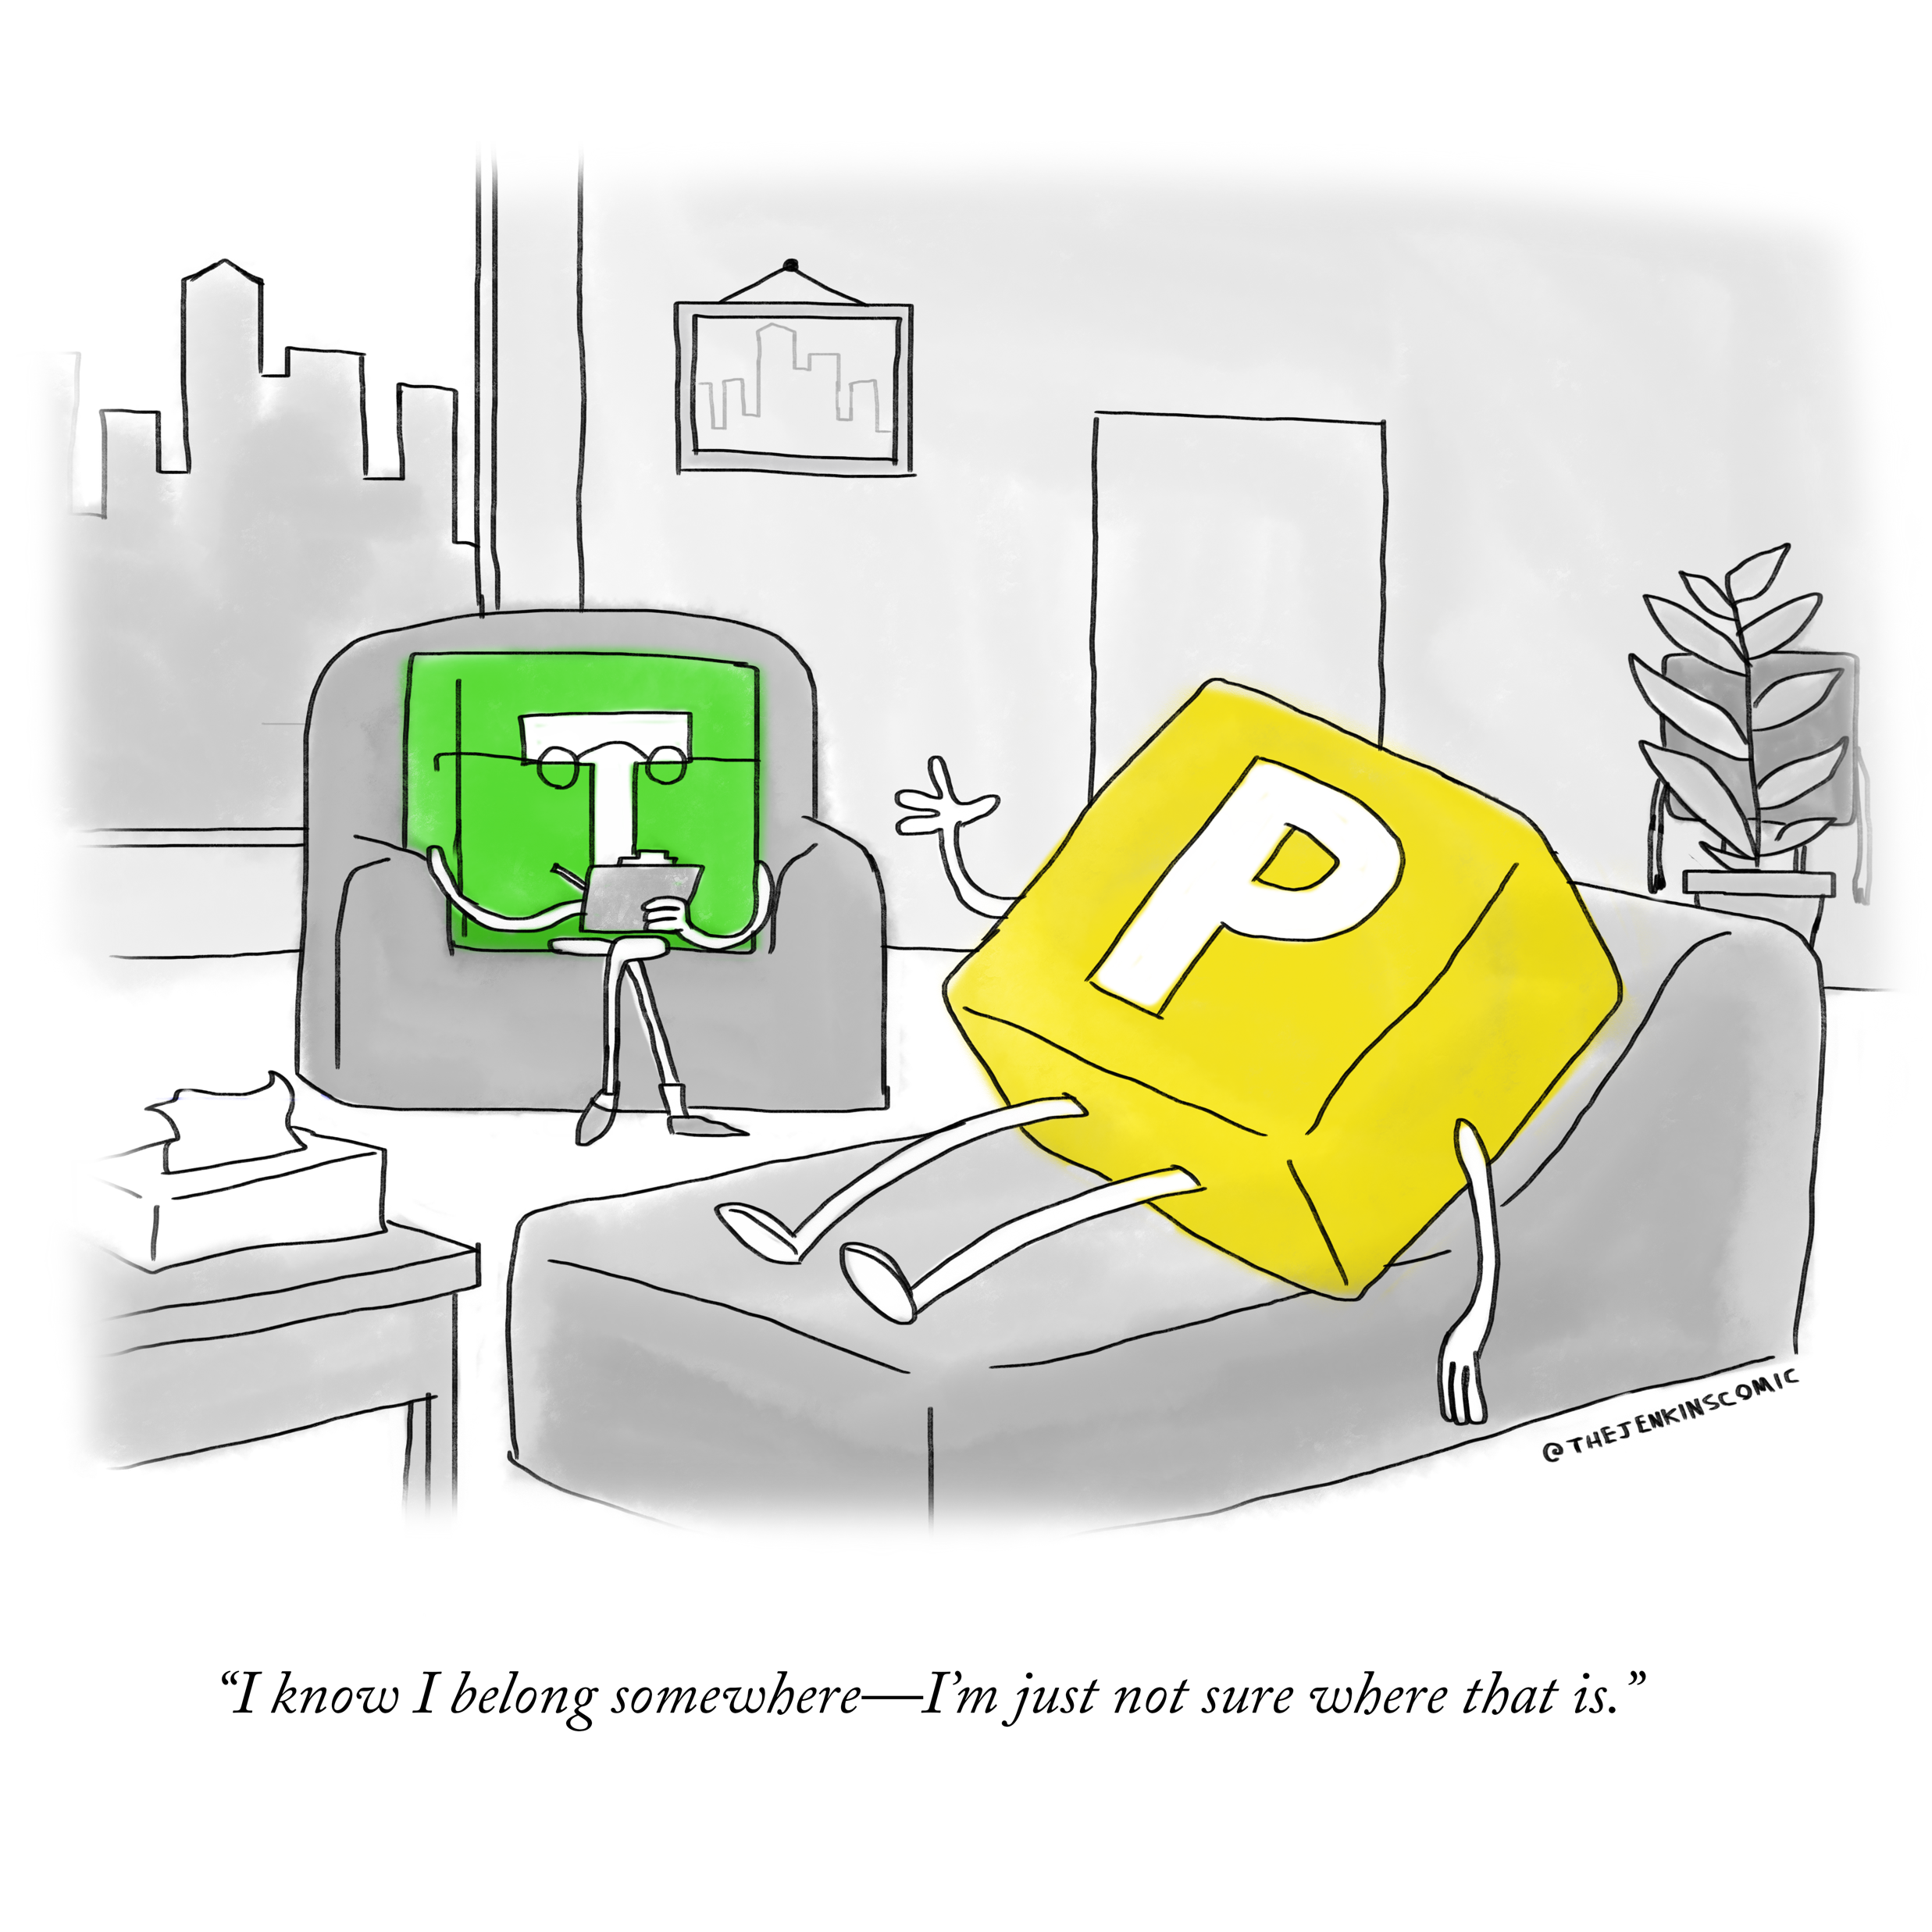 T
P
@THEJENKINSCOMIC
“I know I belong somewhere—I’m just not sure where that is.”